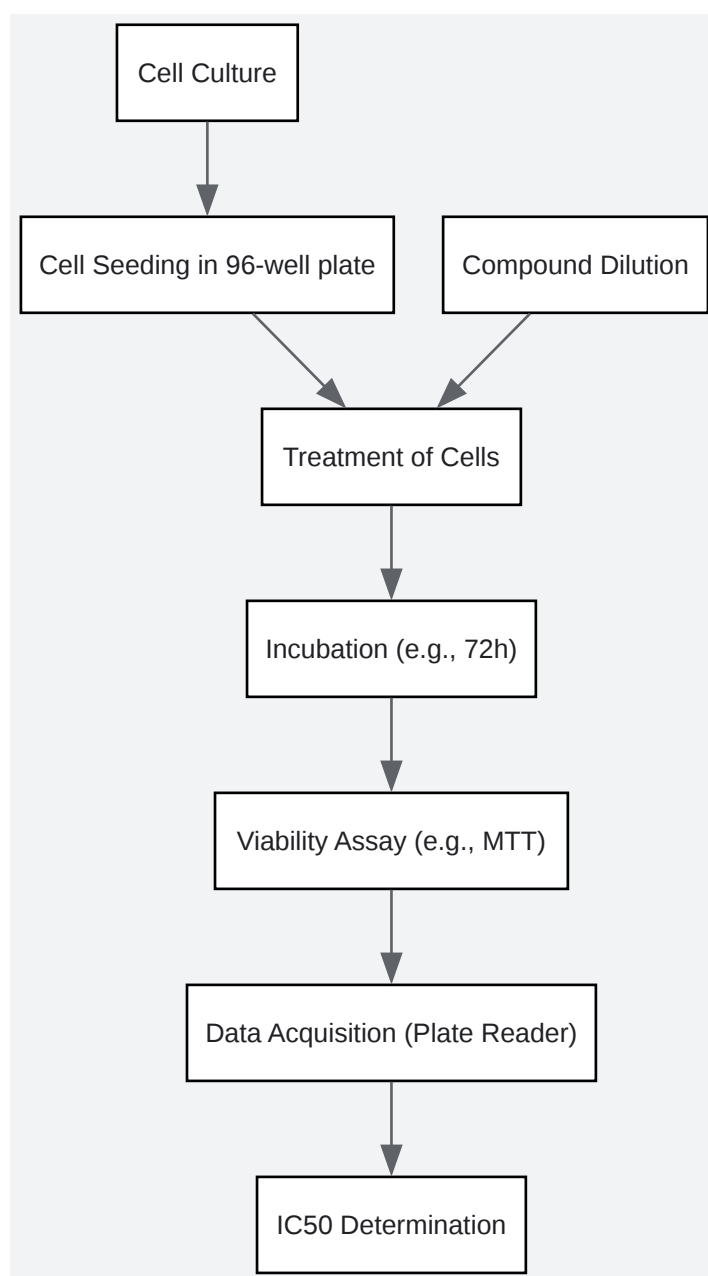 Cell Culture
Cell Seeding in 96-well plate
Compound Dilution
Treatment of Cells
Incubation (e.g., 72h)
Viability Assay (e.g., MTT)
Data Acquisition (Plate Reader)
IC50 Determination